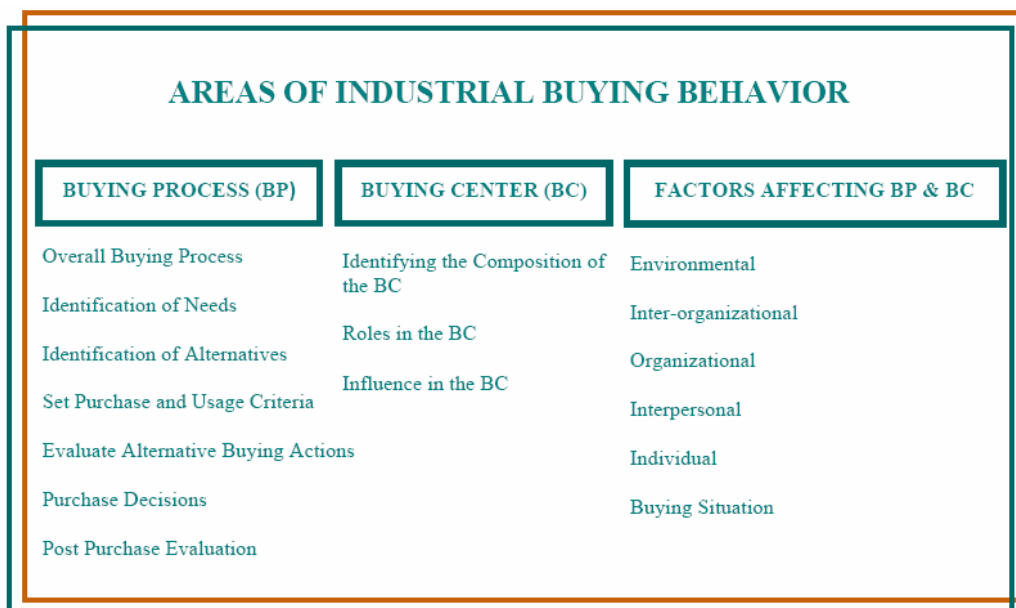 AREAS OF INDUSTRIAL BUYING BEHAVIOR
BUYING PROCESS (BP)
Overall Buying Process
Identification of Needs
Identification of Alternatives
Set Purchase and Usage Criteria
Evaluate Alternative Buying Actions
Purchase Decisions
Post Purchase Evaluation
BUYING CENTER (BC)
Identifying the Composition of
the BC
Roles in the BC
Influence in the BC
FACTORS AFFECTING BP & BC
Environmental
Inter-organizational
Organizational
Interpersonal
Individual
Buying Situation